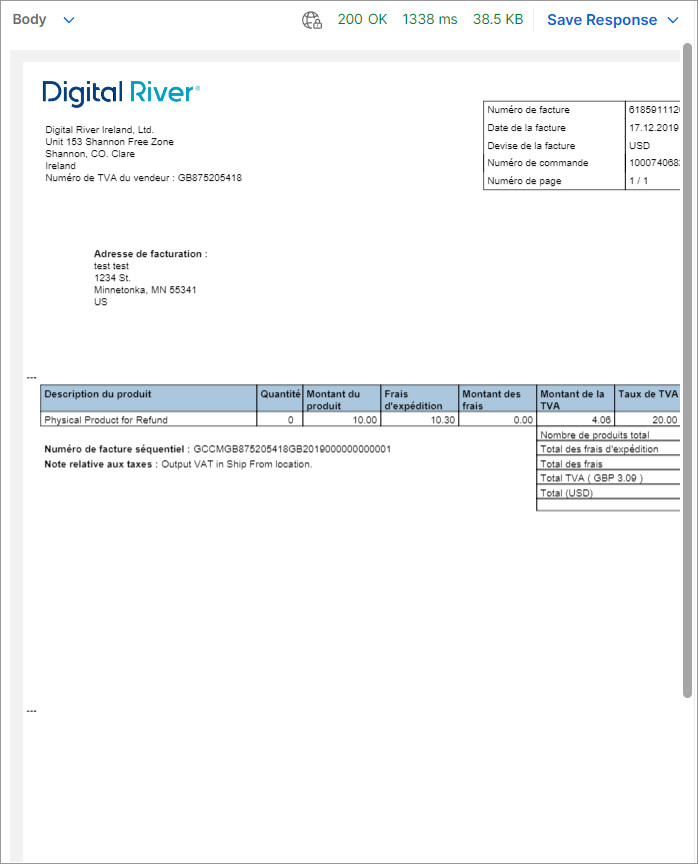 Body
200 OK 1338 ms 38.5 KB Save Response
Digital River®
Digital River Ireland, Ltd.
Unit 153 Shannon Free Zone
Shannon, CO. Clare
Ireland
Numéro de TVA du vendeur : GB875205418
Numéro de facture 618591112
Date de la facture 17.12.2019
Devise de la facture USD
Numéro de commande 100074068
Numéro de page 1 / 1
Adresse de facturation :
test test
1234 St.
Minnetonka, MN 55341
US
---
Description du produit Quantité Montant du produit Frais d'expédition Montant des frais Montant de la TVA Taux de TVA
Physical Product for Refund 0 10.00 10.30 0.00 4.06 20.00
Nombre de produits total
Total des frais d'expédition
Total des frais
Total TVA ( GBP 3.09 )
Total (USD)
Numéro de facture séquentiel : GCCMGB875205418GB2019000000000001
Note relative aux taxes : Output VAT in Ship From location.
---